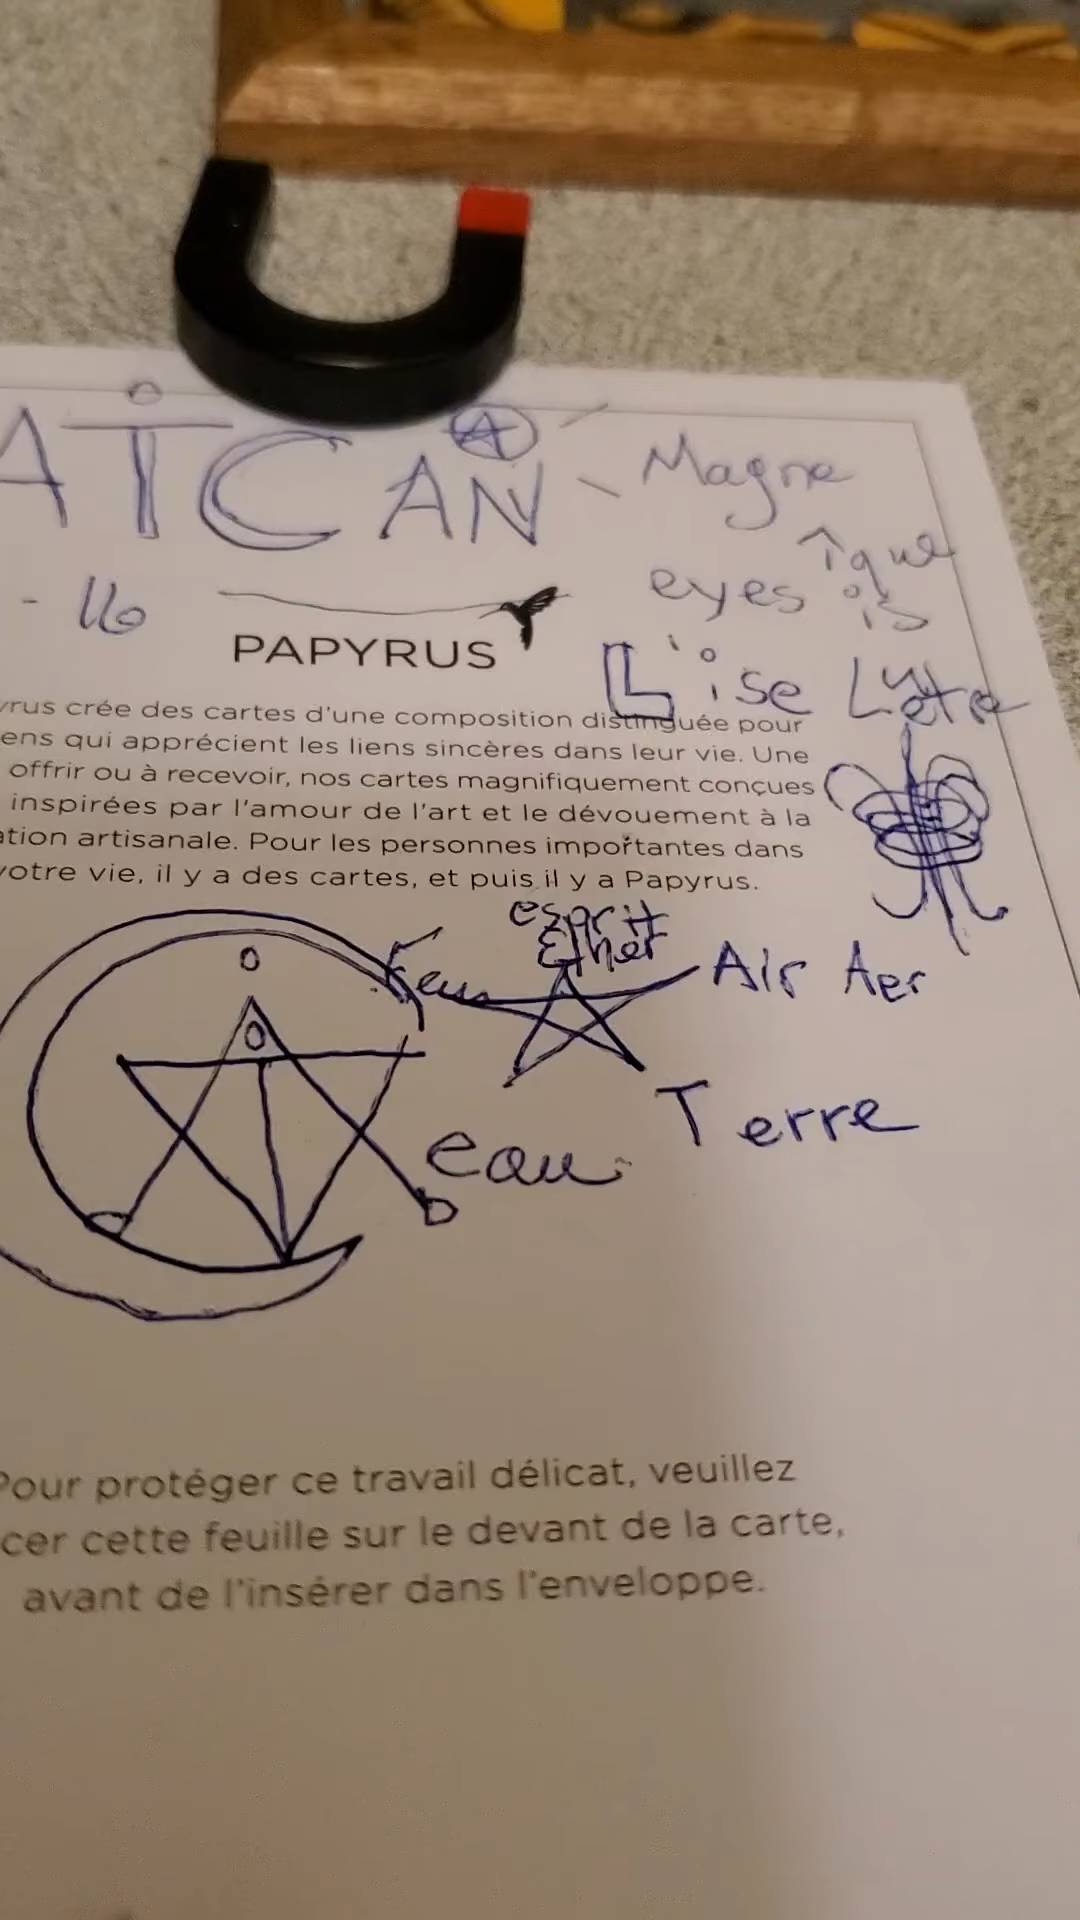 ATCAN
Magne
îque
- 16
eyes is
PAPYRUS
L'ise
yrus crée des cartes d'une composition distinguée pour
ens qui apprécient les liens sincères dans leur vie. Une
offrir ou à recevoir, nos cartes magnifiquement conçues
inspirées par l'amour de l'art et le dévouement à la
ation artisanale. Pour les personnes importantes dans
votre vie, il y a des cartes, et puis il y a Papyrus.
esprit
Ether
Feu
Air Aer
Terre
eau
Pour protéger ce travail délicat, veuillez
cer cette feuille sur le devant de la carte,
avant de l'insérer dans l'enveloppe.